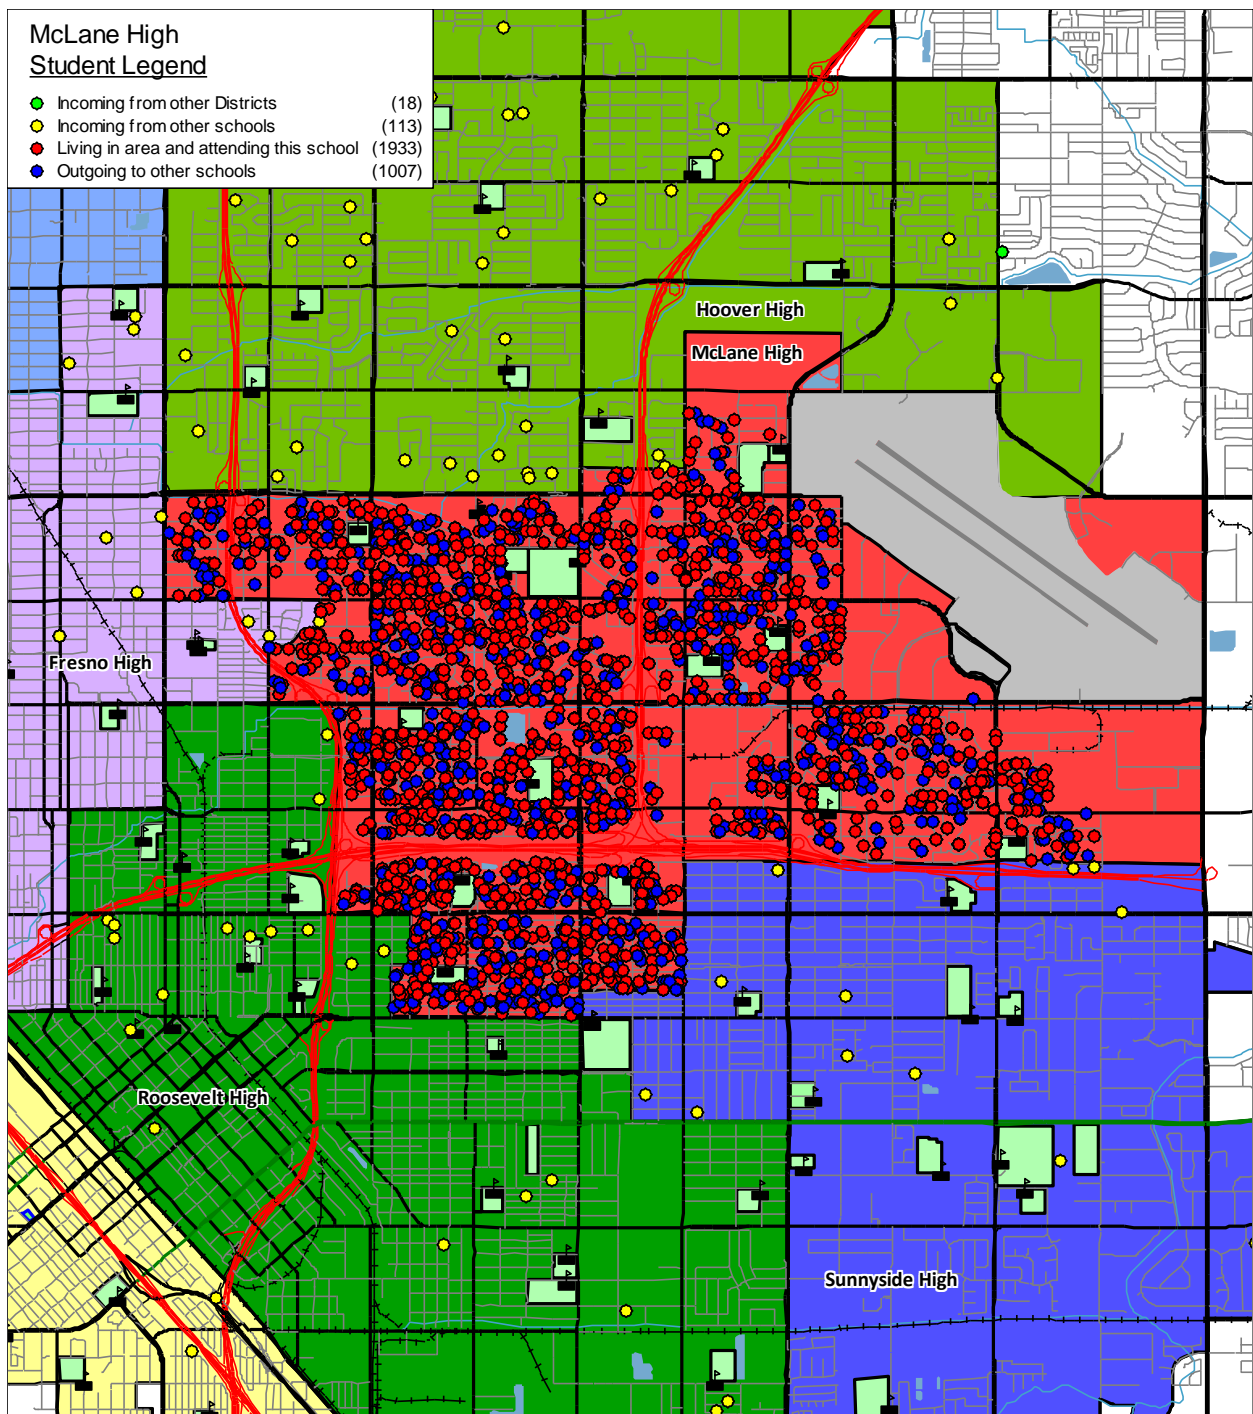 McLane High
Student Legend
Incoming from other Districts (18)
Incoming from other schools (113)
Living in area and attending this school (1933)
Outgoing to other schools (1007)
Hoover High
McLane High
Fresno High
Roosevelt High
Sunnyside High